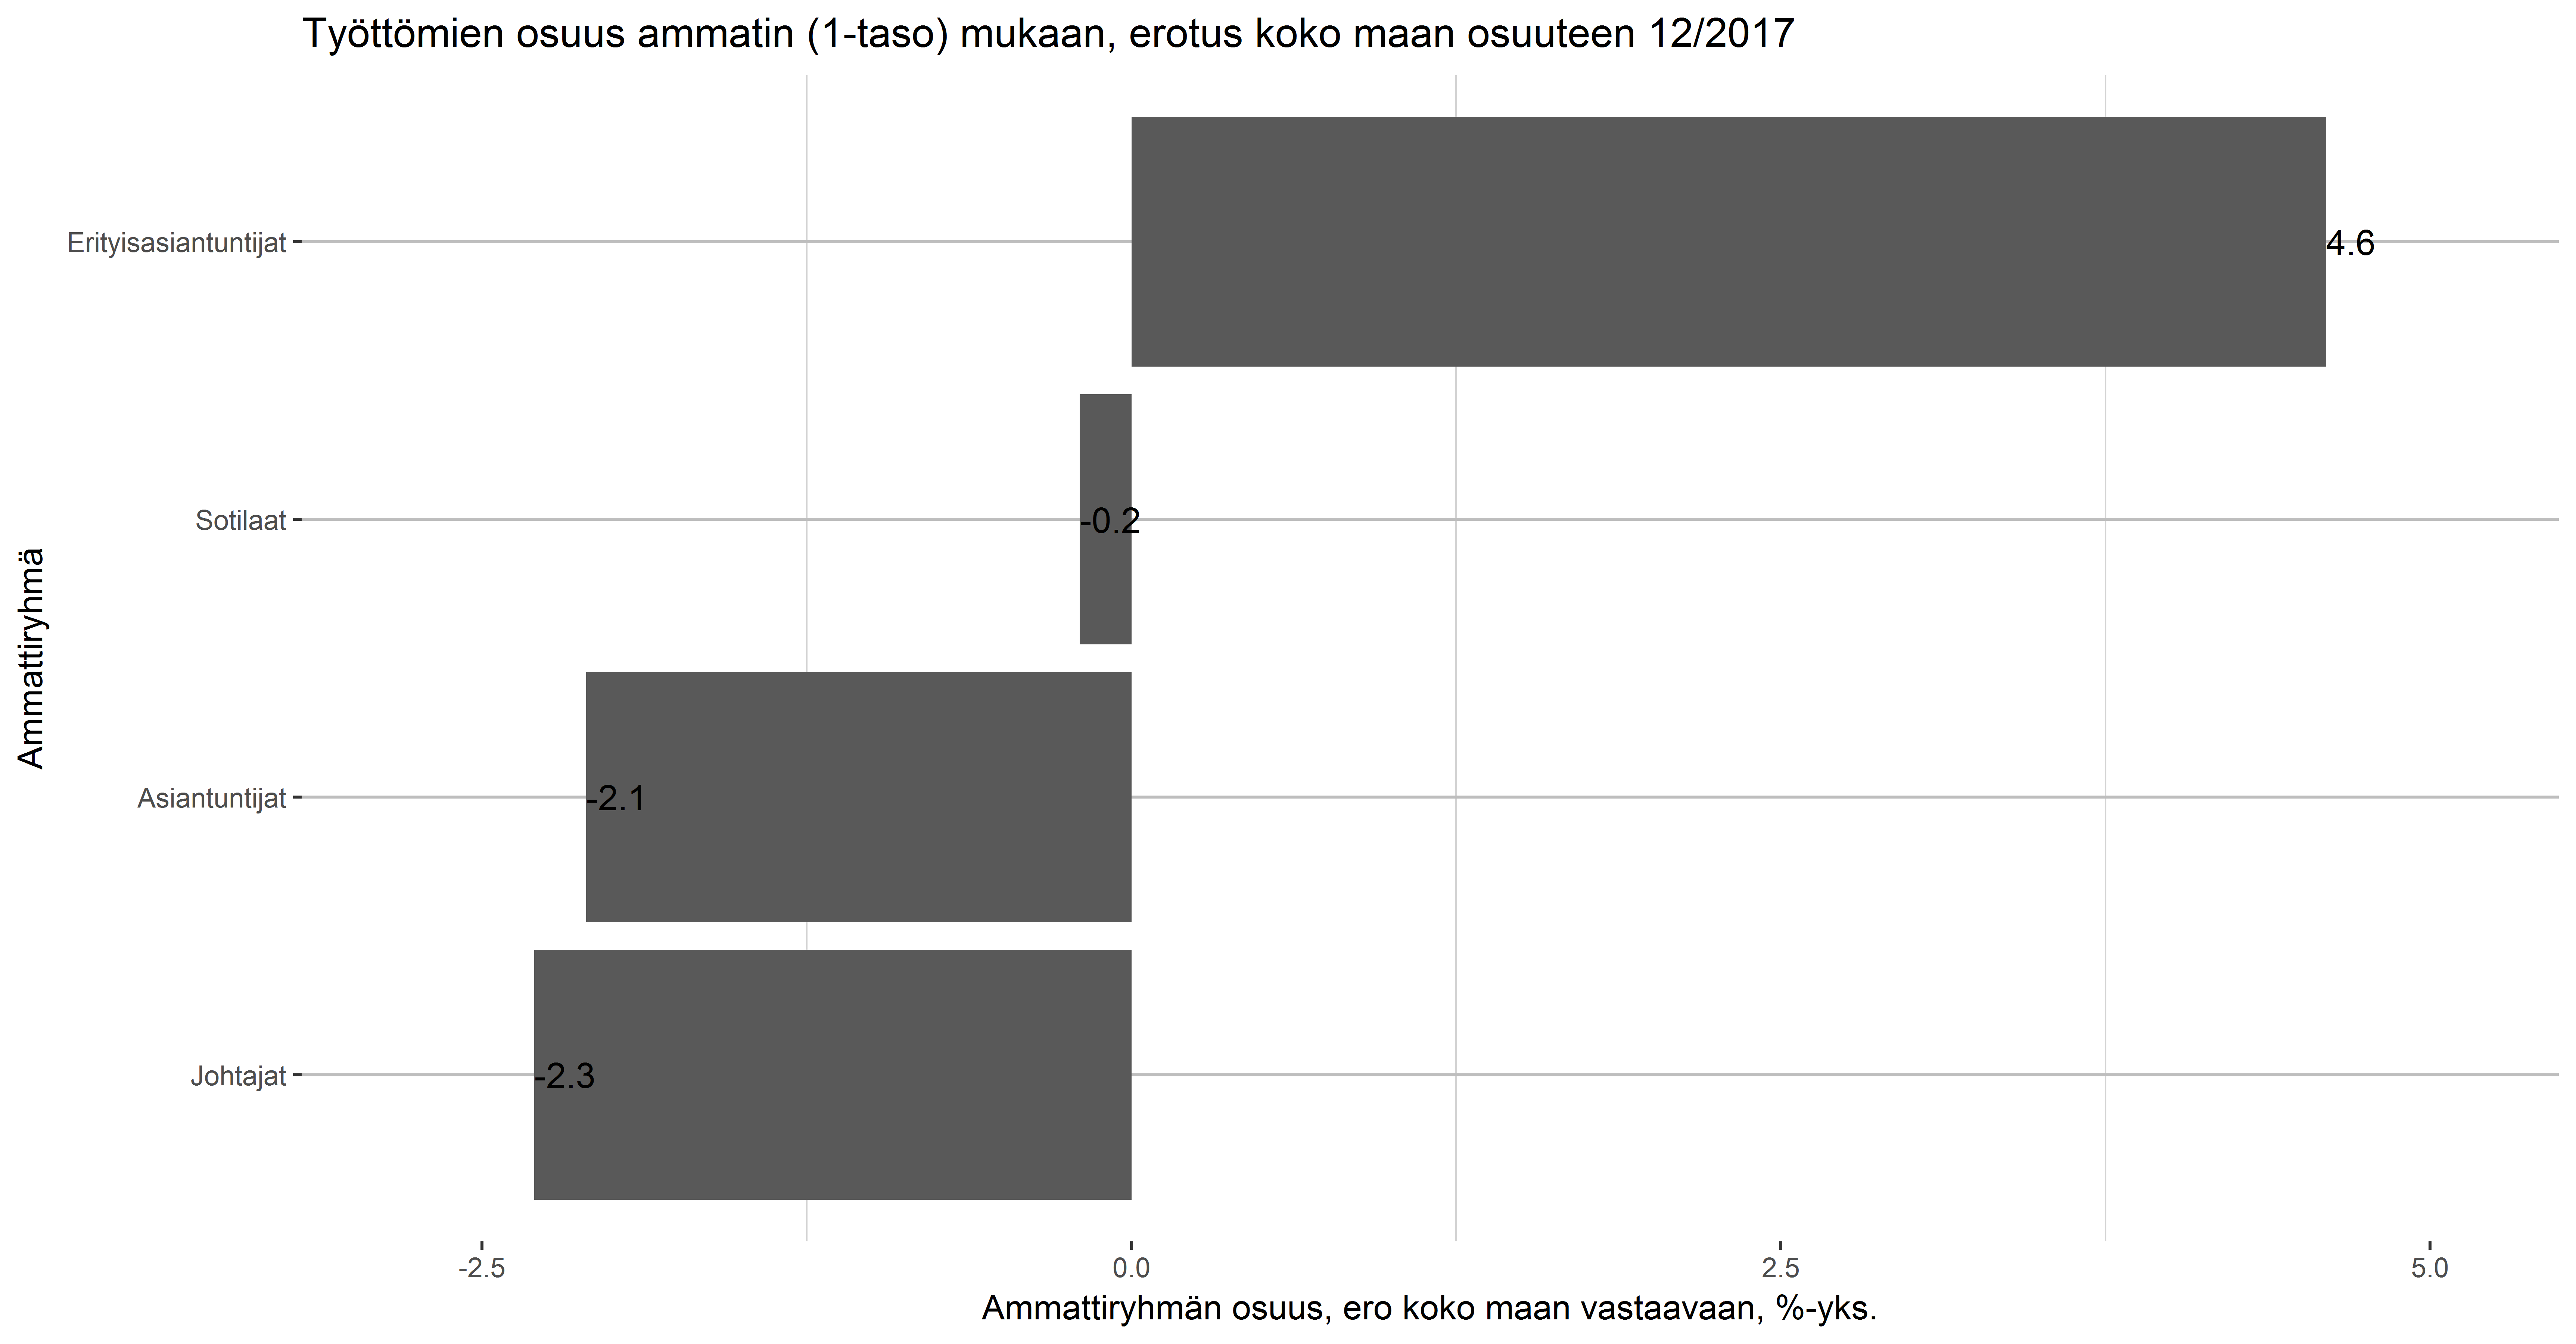 Työttömien osuus ammatin (1-taso) mukaan, erotus koko maan osuuteen 12/2017
Ammattiryhmä
Erityisasiantuntijat
4.6
Sotilaat
-0.2
Asiantuntijat
-2.1
Johtajat
-2.3
-2.5
0.0
2.5
5.0
Ammattiryhmän osuus, ero koko maan vastaavaan, %-yks.